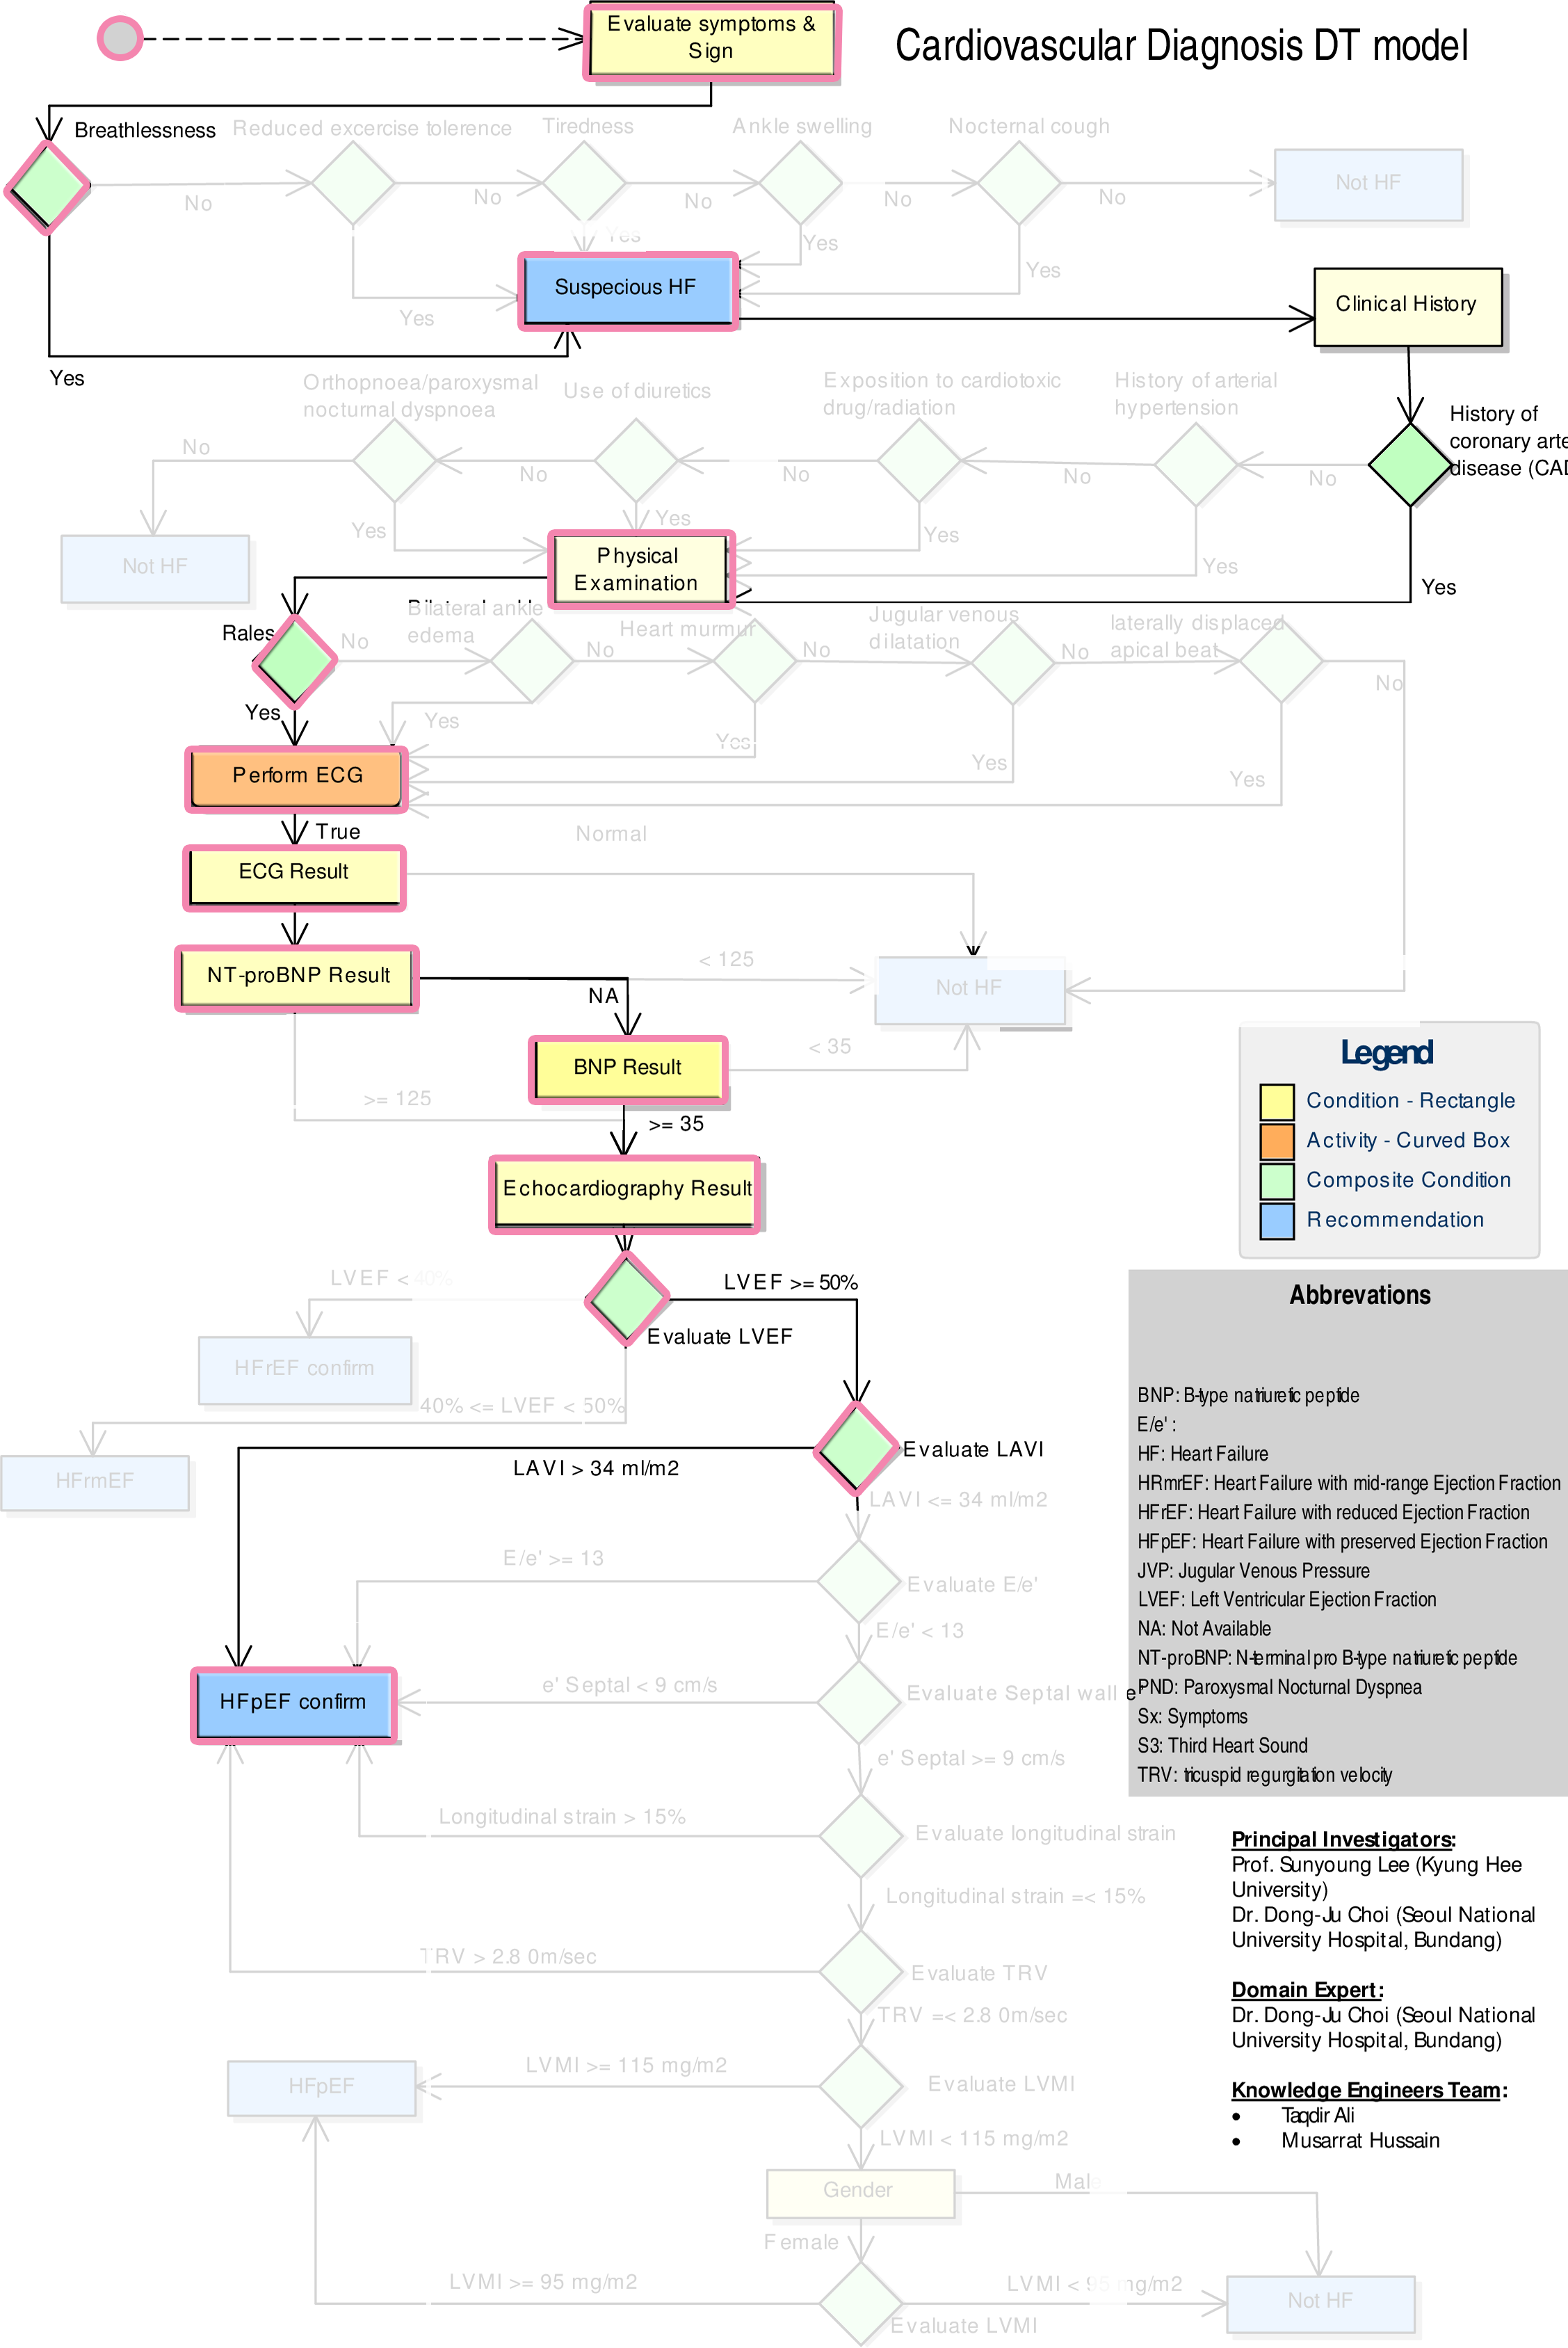 Evaluate symptoms &
Sign
Cardiovascular Diagnosis DT model
Breathlessness
Reduced excercise tolerence
Tiredness
Ankle swelling
Nocternal cough
No
No
No
No
No
Not HF
Yes
Yes
Yes
Yes
Yes
Suspecious HF
Clinical History
Orthopnoea/paroxysmal
nocturnal dyspnoea
Use of diuretics
Exposition to cardiotoxic
drug/radiation
History of arterial
hypertension
History of
coronary arte
disease (CAD
No
No
No
No
No
Yes
Yes
Yes
Yes
Yes
Not HF
Physical
Examination
Rales
Bilateral ankle
edema
Heart murmur
Jugular venous
dilatation
laterally displaced
apical beat
No
No
No
No
No
Yes
Yes
Yes
Yes
Yes
Perform ECG
True
Normal
ECG Result
NT-proBNP Result
< 125
NA
Not HF
BNP Result
< 35
>= 125
>= 35
Echocardiography Result
Legend
Condition - Rectangle
Activity - Curved Box
Composite Condition
Recommendation
LVEF < 40%
LVEF >= 50%
Evaluate LVEF
HFrEF confirm
40% <= LVEF < 50%
HFrmEF
Evaluate LAVI
LAVI > 34 ml/m2
LAVI <= 34 ml/m2
E/e' >= 13
Evaluate E/e'
E/e' < 13
HFpEF confirm
e' Septal < 9 cm/s
Evaluate Septal wall e'
e' Septal >= 9 cm/s
Longitudinal strain > 15%
Evaluate longitudinal strain
Longitudinal strain =< 15%
TRV > 2.8 0m/sec
Evaluate TRV
TRV =< 2.8 0m/sec
HFpEF
LVMI >= 115 mg/m2
Evaluate LVMI
LVMI < 115 mg/m2
Gender
Male
Female
LVMI >= 95 mg/m2
LVMI < 95 mg/m2
Evaluate LVMI
Not HF
Abbrevations
BNP: B-type natriuretic peptide
E/e' :
HF: Heart Failure
HRmrEF: Heart Failure with mid-range Ejection Fraction
HFrEF: Heart Failure with reduced Ejection Fraction
HFpEF: Heart Failure with preserved Ejection Fraction
JVP: Jugular Venous Pressure
LVEF: Left Ventricular Ejection Fraction
NA: Not Available
NT-proBNP: N-terminal pro B-type natriuretic peptide
PND: Paroxysmal Nocturnal Dyspnea
Sx: Symptoms
S3: Third Heart Sound
TRV: tricuspid regurgitation velocity
Principal Investigators:
Prof. Sunyoung Lee (Kyung Hee
University)
Dr. Dong-Ju Choi (Seoul National
University Hospital, Bundang)
Domain Expert:
Dr. Dong-Ju Choi (Seoul National
University Hospital, Bundang)
Knowledge Engineers Team:
• Taqdir Ali
• Musarrat Hussain